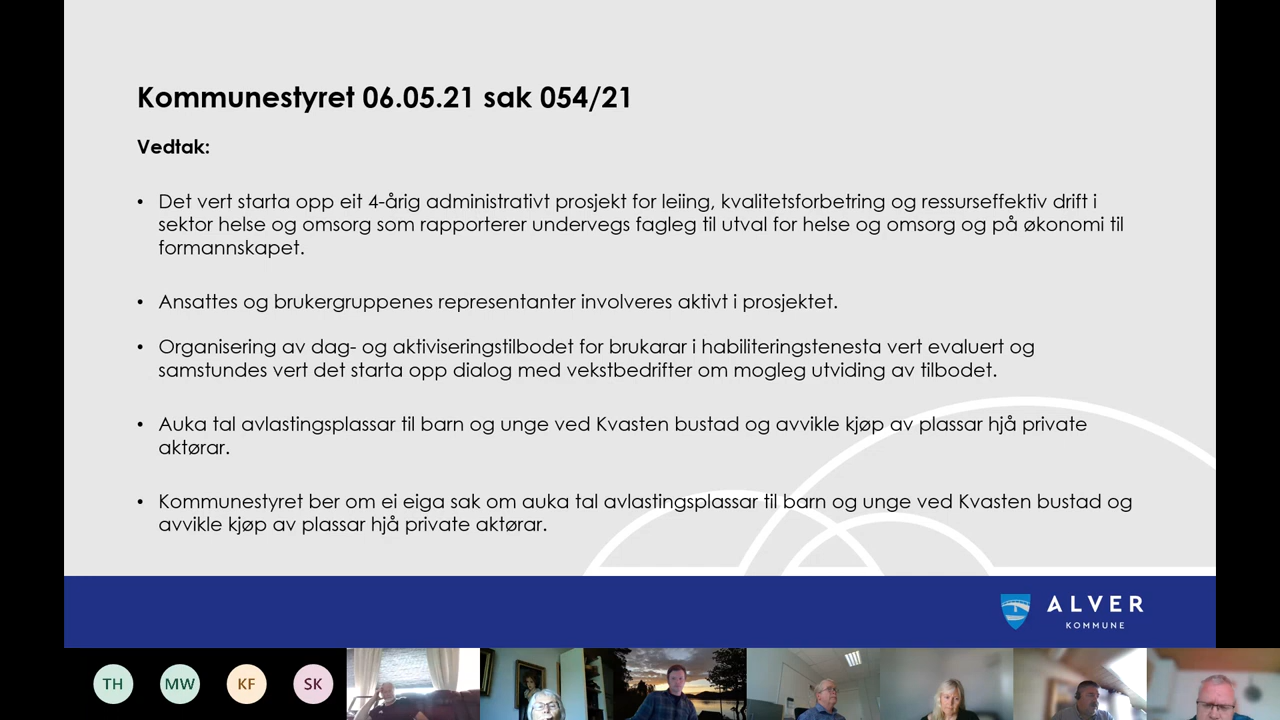 Kommunestyret 06.05.21 sak 054/21
Vedtak:
• Det vert starta opp eit 4-årig administrativt prosjekt for leiing, kvalitetsforbetring og ressurseffektiv drift i
sektor helse og omsorg som rapporterer undervegs fagleg til utval for helse og omsorg og på økonomi til
formannskapet.
• Ansattes og brukergruppenes representanter involveres aktivt i prosjektet.
• Organisering av dag- og aktiviseringstilbodet for brukarar i habiliteringstenesta vert evaluert og
samstundes vert det starta opp dialog med vekstbedrifter om mogleg utviding av tilbodet.
• Auka tal avlastingsplassar til barn og unge ved Kvasten bustad og avvikle kjøp av plassar hjå private
aktørar.
• Kommunestyret ber om ei eiga sak om auka tal avlastingsplassar til barn og unge ved Kvasten bustad og
avvikle kjøp av plassar hjå private aktørar.
ALVER
KOMMUNE
TH MW KF SK